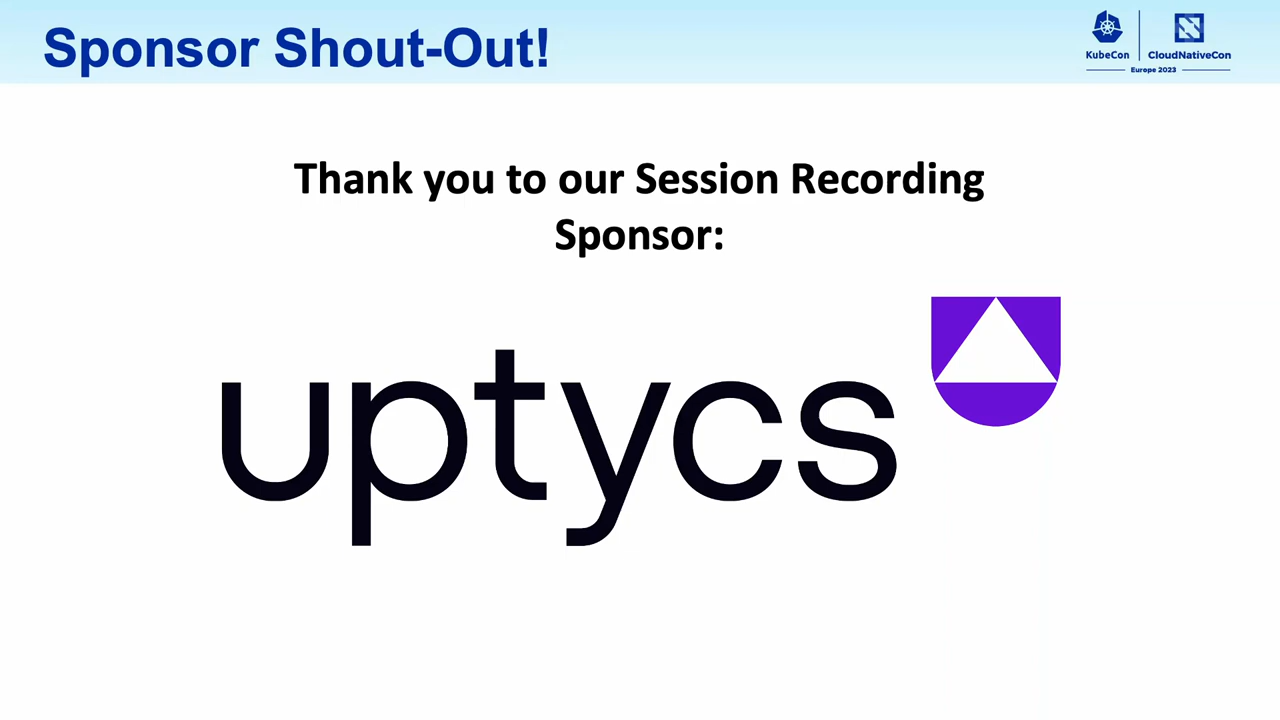 Sponsor Shout-Out!
KubeCon
CloudNativeCon
Europe 2023
Thank you to our Session Recording
Sponsor:
uptycs